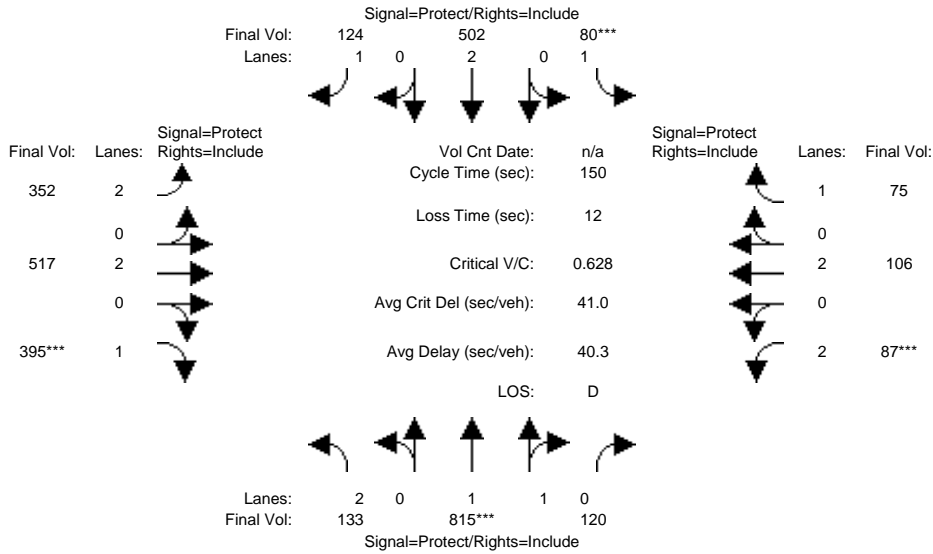 Signal=Protect/Rights=Include
Final Vol: 124 502 80***
Lanes: 1 0 2 0 1
Signal=Protect
Final Vol: Lanes: Rights=Include
Vol Cnt Date: n/a
Signal=Protect
Rights=Include Lanes: Final Vol:
Cycle Time (sec): 150
352 2
1 75
Loss Time (sec): 12
0
0
517 2
Critical V/C: 0.628
2 106
0
Avg Crit Del (sec/veh): 41.0
0
395*** 1
Avg Delay (sec/veh): 40.3
2 87***
LOS: D
Lanes: 2 0 1 1 0
Final Vol: 133 815*** 120
Signal=Protect/Rights=Include